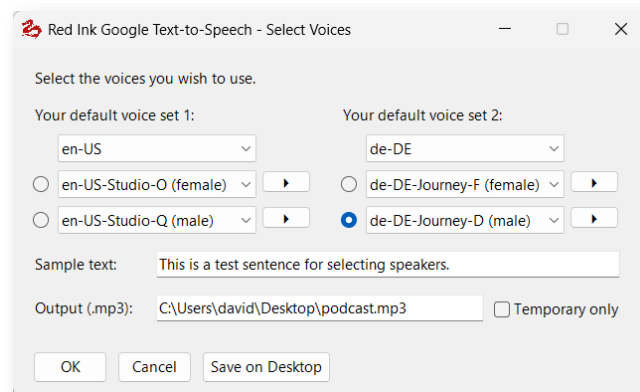 Red Ink Google Text-to-Speech - Select Voices
Select the voices you wish to use.
Your default voice set 1: Your default voice set 2:
en-US de-DE
en-US-Studio-O (female) de-DE-Journey-F (female)
en-US-Studio-Q (male) de-DE-Journey-D (male)
Sample text: This is a test sentence for selecting speakers.
Output (.mp3): C:\Users\david\Desktop\podcast.mp3 Temporary only
OK Cancel Save on Desktop